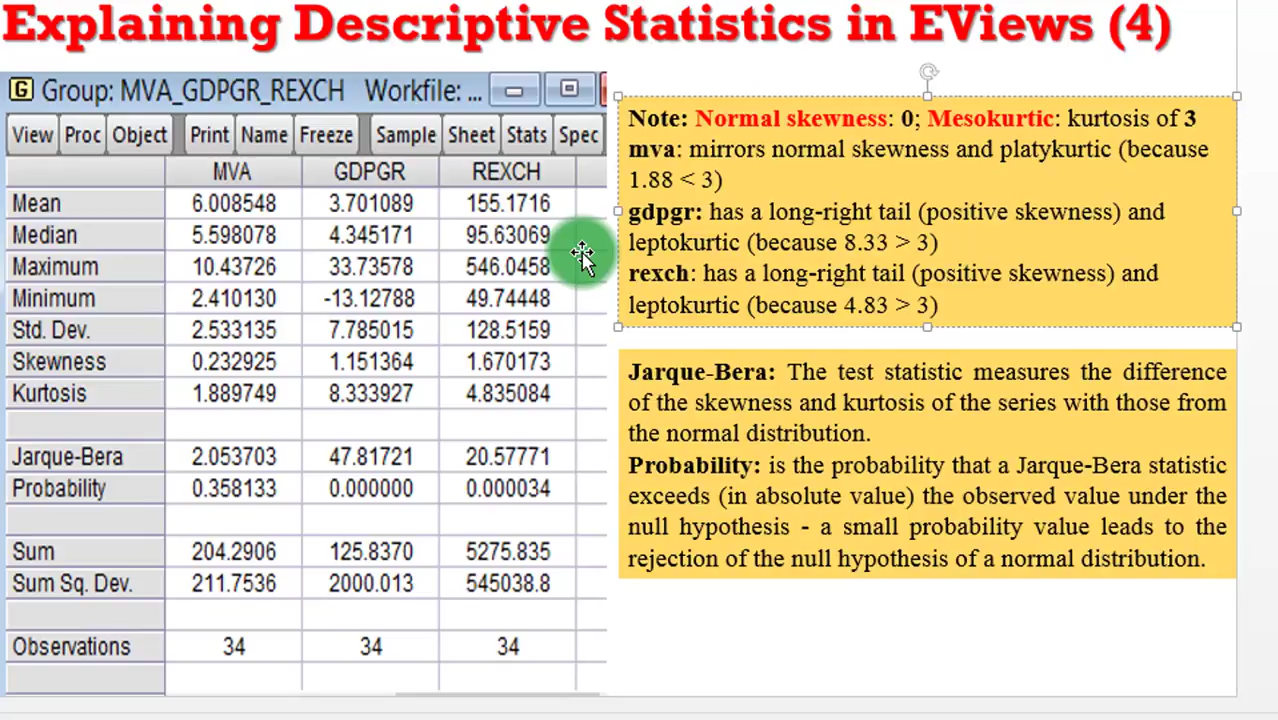 Explaining Descriptive Statistics in EViews (4)
G Group: MVA_GDPGR_REXCH Workfile: ...
View Proc Object Print Name Freeze Sample Sheet Stats Spec
MVA GDPGR REXCH
Mean 6.008548 3.701089 155.1716
Median 5.598078 4.345171 95.63069
Maximum 10.43726 33.73578 546.0458
Minimum 2.410130 -13.12788 49.74448
Std. Dev. 2.533135 7.785015 128.5159
Skewness 0.232925 1.151364 1.670173
Kurtosis 1.889749 8.333927 4.835084
Jarque-Bera 2.053703 47.81721 20.57771
Probability 0.358133 0.000000 0.000034
Sum 204.2906 125.8370 5275.835
Sum Sq. Dev. 211.7536 2000.013 545038.8
Observations 34 34 34
Note: Normal skewness: 0; Mesokurtic: kurtosis of 3
mva: mirrors normal skewness and platykurtic (because
1.88 < 3)
gdpgr: has a long-right tail (positive skewness) and
leptokurtic (because 8.33 > 3)
rexch: has a long-right tail (positive skewness) and
leptokurtic (because 4.83 > 3)
Jarque-Bera: The test statistic measures the difference
of the skewness and kurtosis of the series with those from
the normal distribution.
Probability: is the probability that a Jarque-Bera statistic
exceeds (in absolute value) the observed value under the
null hypothesis - a small probability value leads to the
rejection of the null hypothesis of a normal distribution.